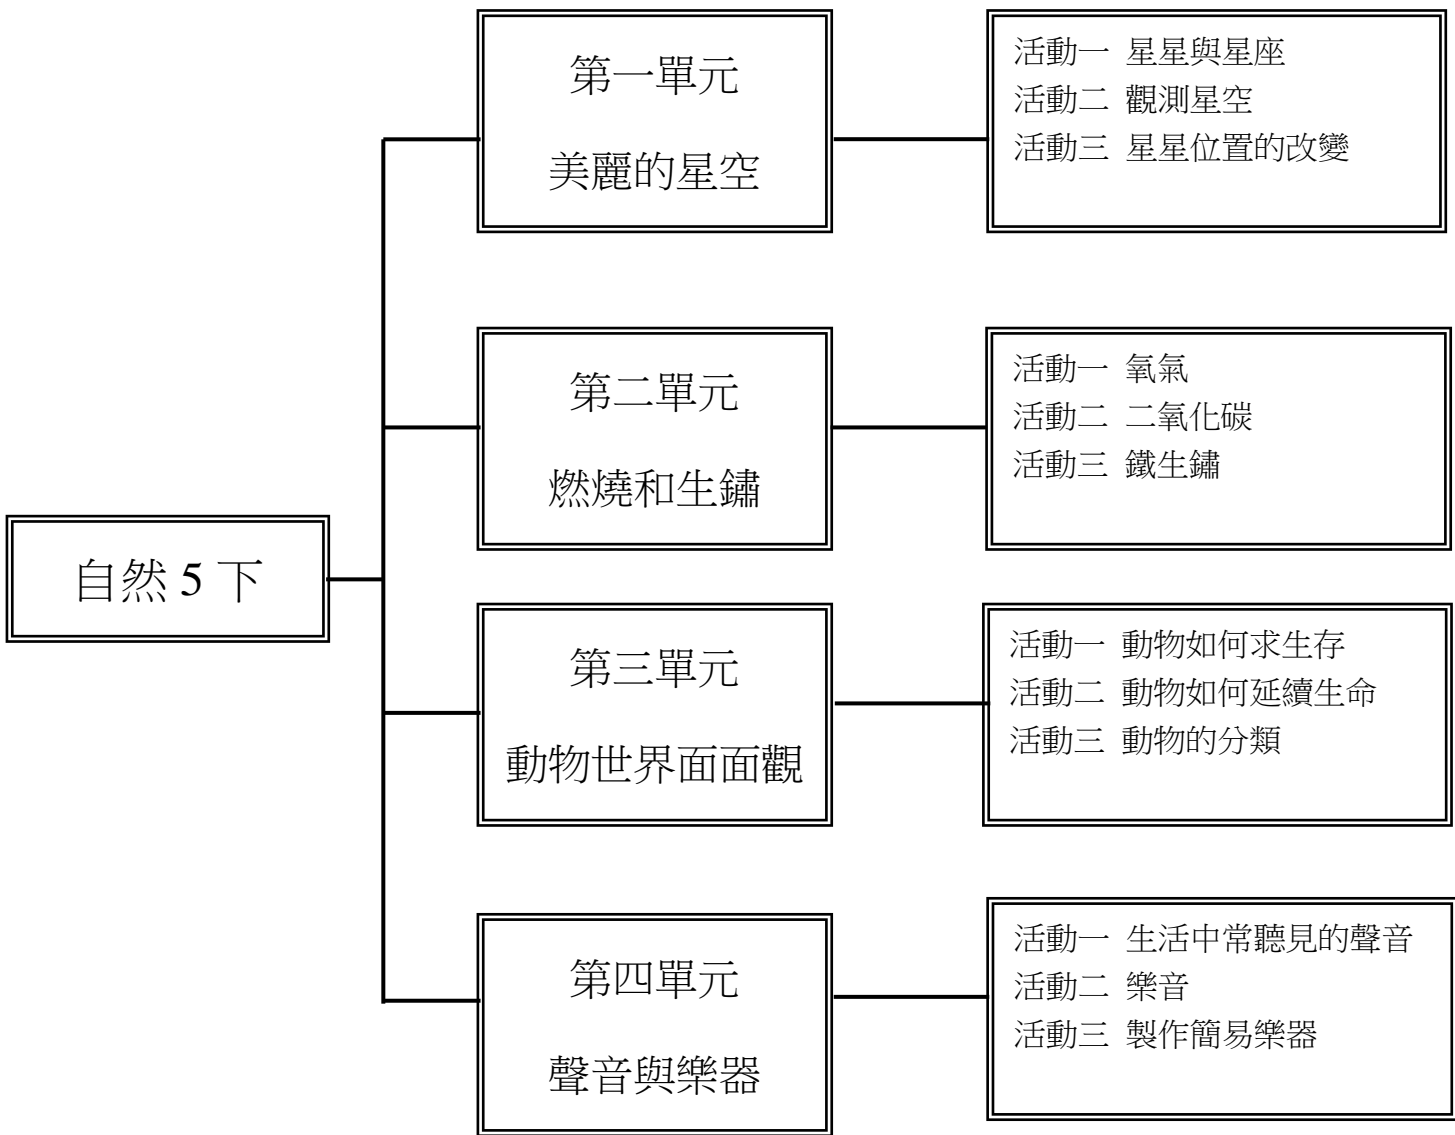 自然 5 下
第一單元
美麗的星空
活動一 星星與星座
活動二 觀測星空
活動三 星星位置的改變
第二單元
燃燒和生鏽
活動一 氧氣
活動二 二氧化碳
活動三 鐵生鏽
第三單元
動物世界面面觀
活動一 動物如何求生存
活動二 動物如何延續生命
活動三 動物的分類
第四單元
聲音與樂器
活動一 生活中常聽見的聲音
活動二 樂音
活動三 製作簡易樂器